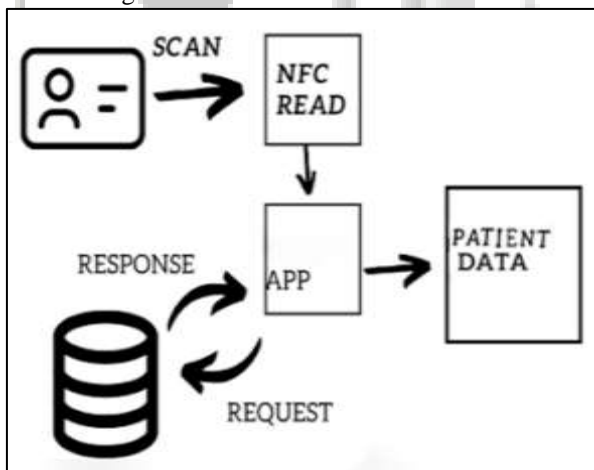 SCAN
NFC
READ
RESPONSE
APP
PATIENT
DATA
REQUEST